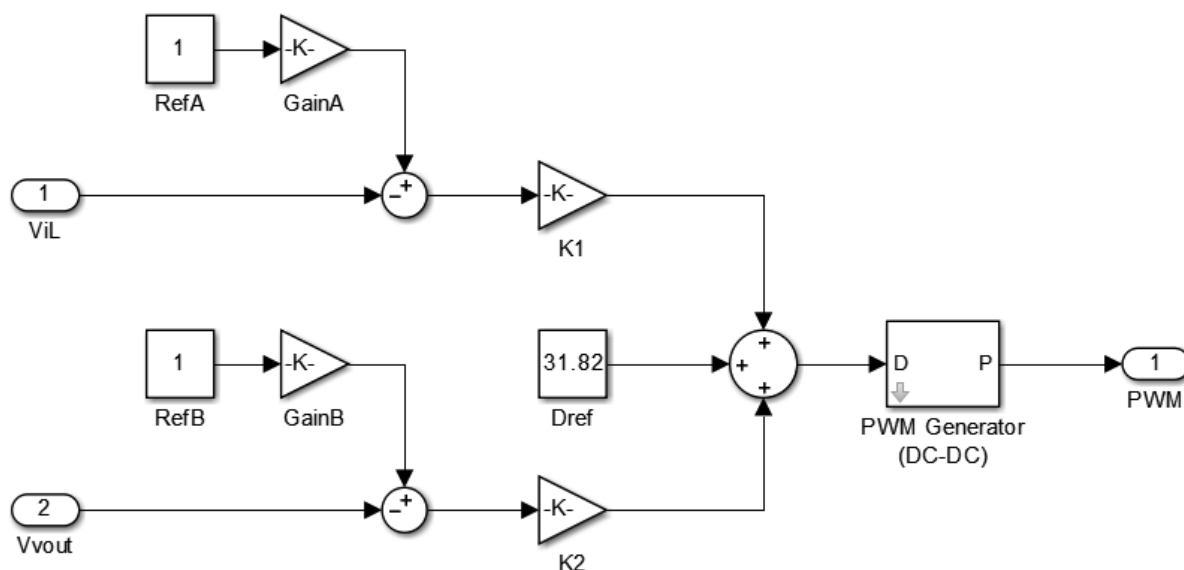 1
-K-
RefA
GainA
1
-
+
-K-
ViL
K1
1
-K-
31.82
+
+
+
D
P
1
RefB
GainB
Dref
PWM Generator
(DC-DC)
PWM
2
-
+
-K-
Vvout
K2